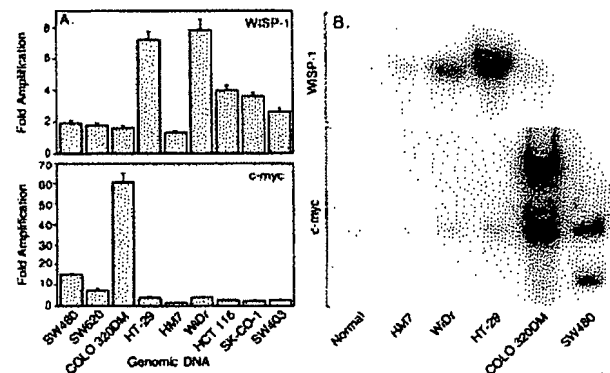 A.
WISP-1
Fold Amplification
8
6
4
2
0
c-myc
Fold Amplification
70
60
50
40
30
20
10
0
SW480
SW620
COLO 320DM
HT-29
HM7
WiDr
HCT 116
SK-CO-1
SW403
Genomic DNA
B.
WISP-1
c-myc
Normal
HM7
WiDr
HT-29
COLO 320DM
SW480